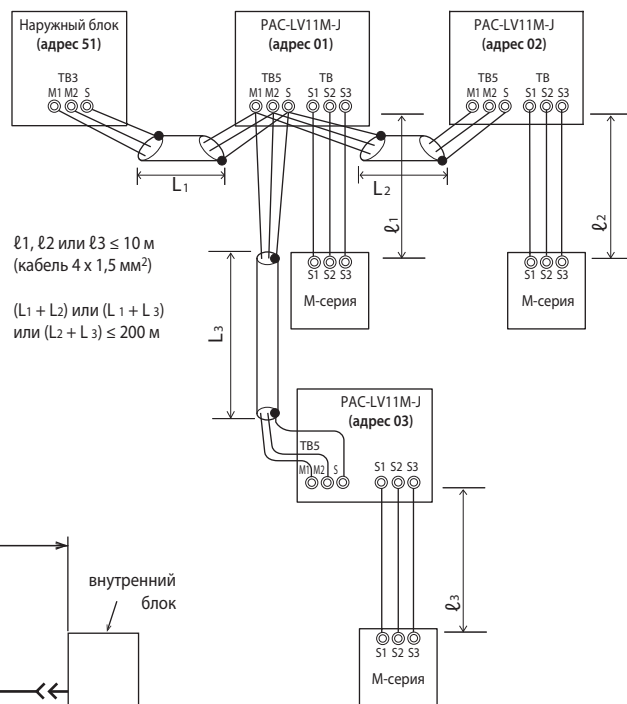 Наружный блок
(адрес 51)
TB3
M1 M2 S
PAC-LV11M-J
(адрес 01)
TB5 TB
M1 M2 S S1 S2 S3
PAC-LV11M-J
(адрес 02)
TB5 TB
M1 M2 S S1 S2 S3
L1
L2
ℓ1
ℓ2
ℓ1, ℓ2 или ℓ3 ≤ 10 м
(кабель 4 x 1,5 мм²)
(L1 + L2) или (L 1 + L 3)
или (L2 + L 3) ≤ 200 м
S1 S2 S3
М-серия
S1 S2 S3
М-серия
L3
PAC-LV11M-J
(адрес 03)
TB5
M1 M2 S S1 S2 S3
ℓ3
внутренний
блок
S1 S2 S3
М-серия